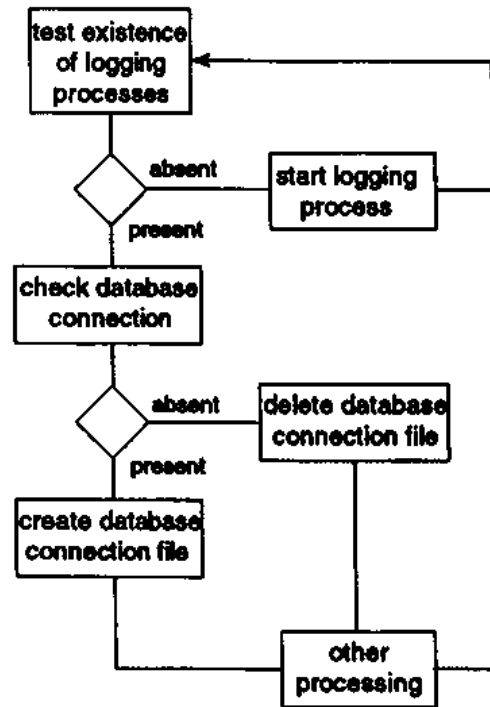 test existence
of logging
processes
absent
start logging
process
present
check database
connection
absent
delete database
connection file
present
create database
connection file
other
processing